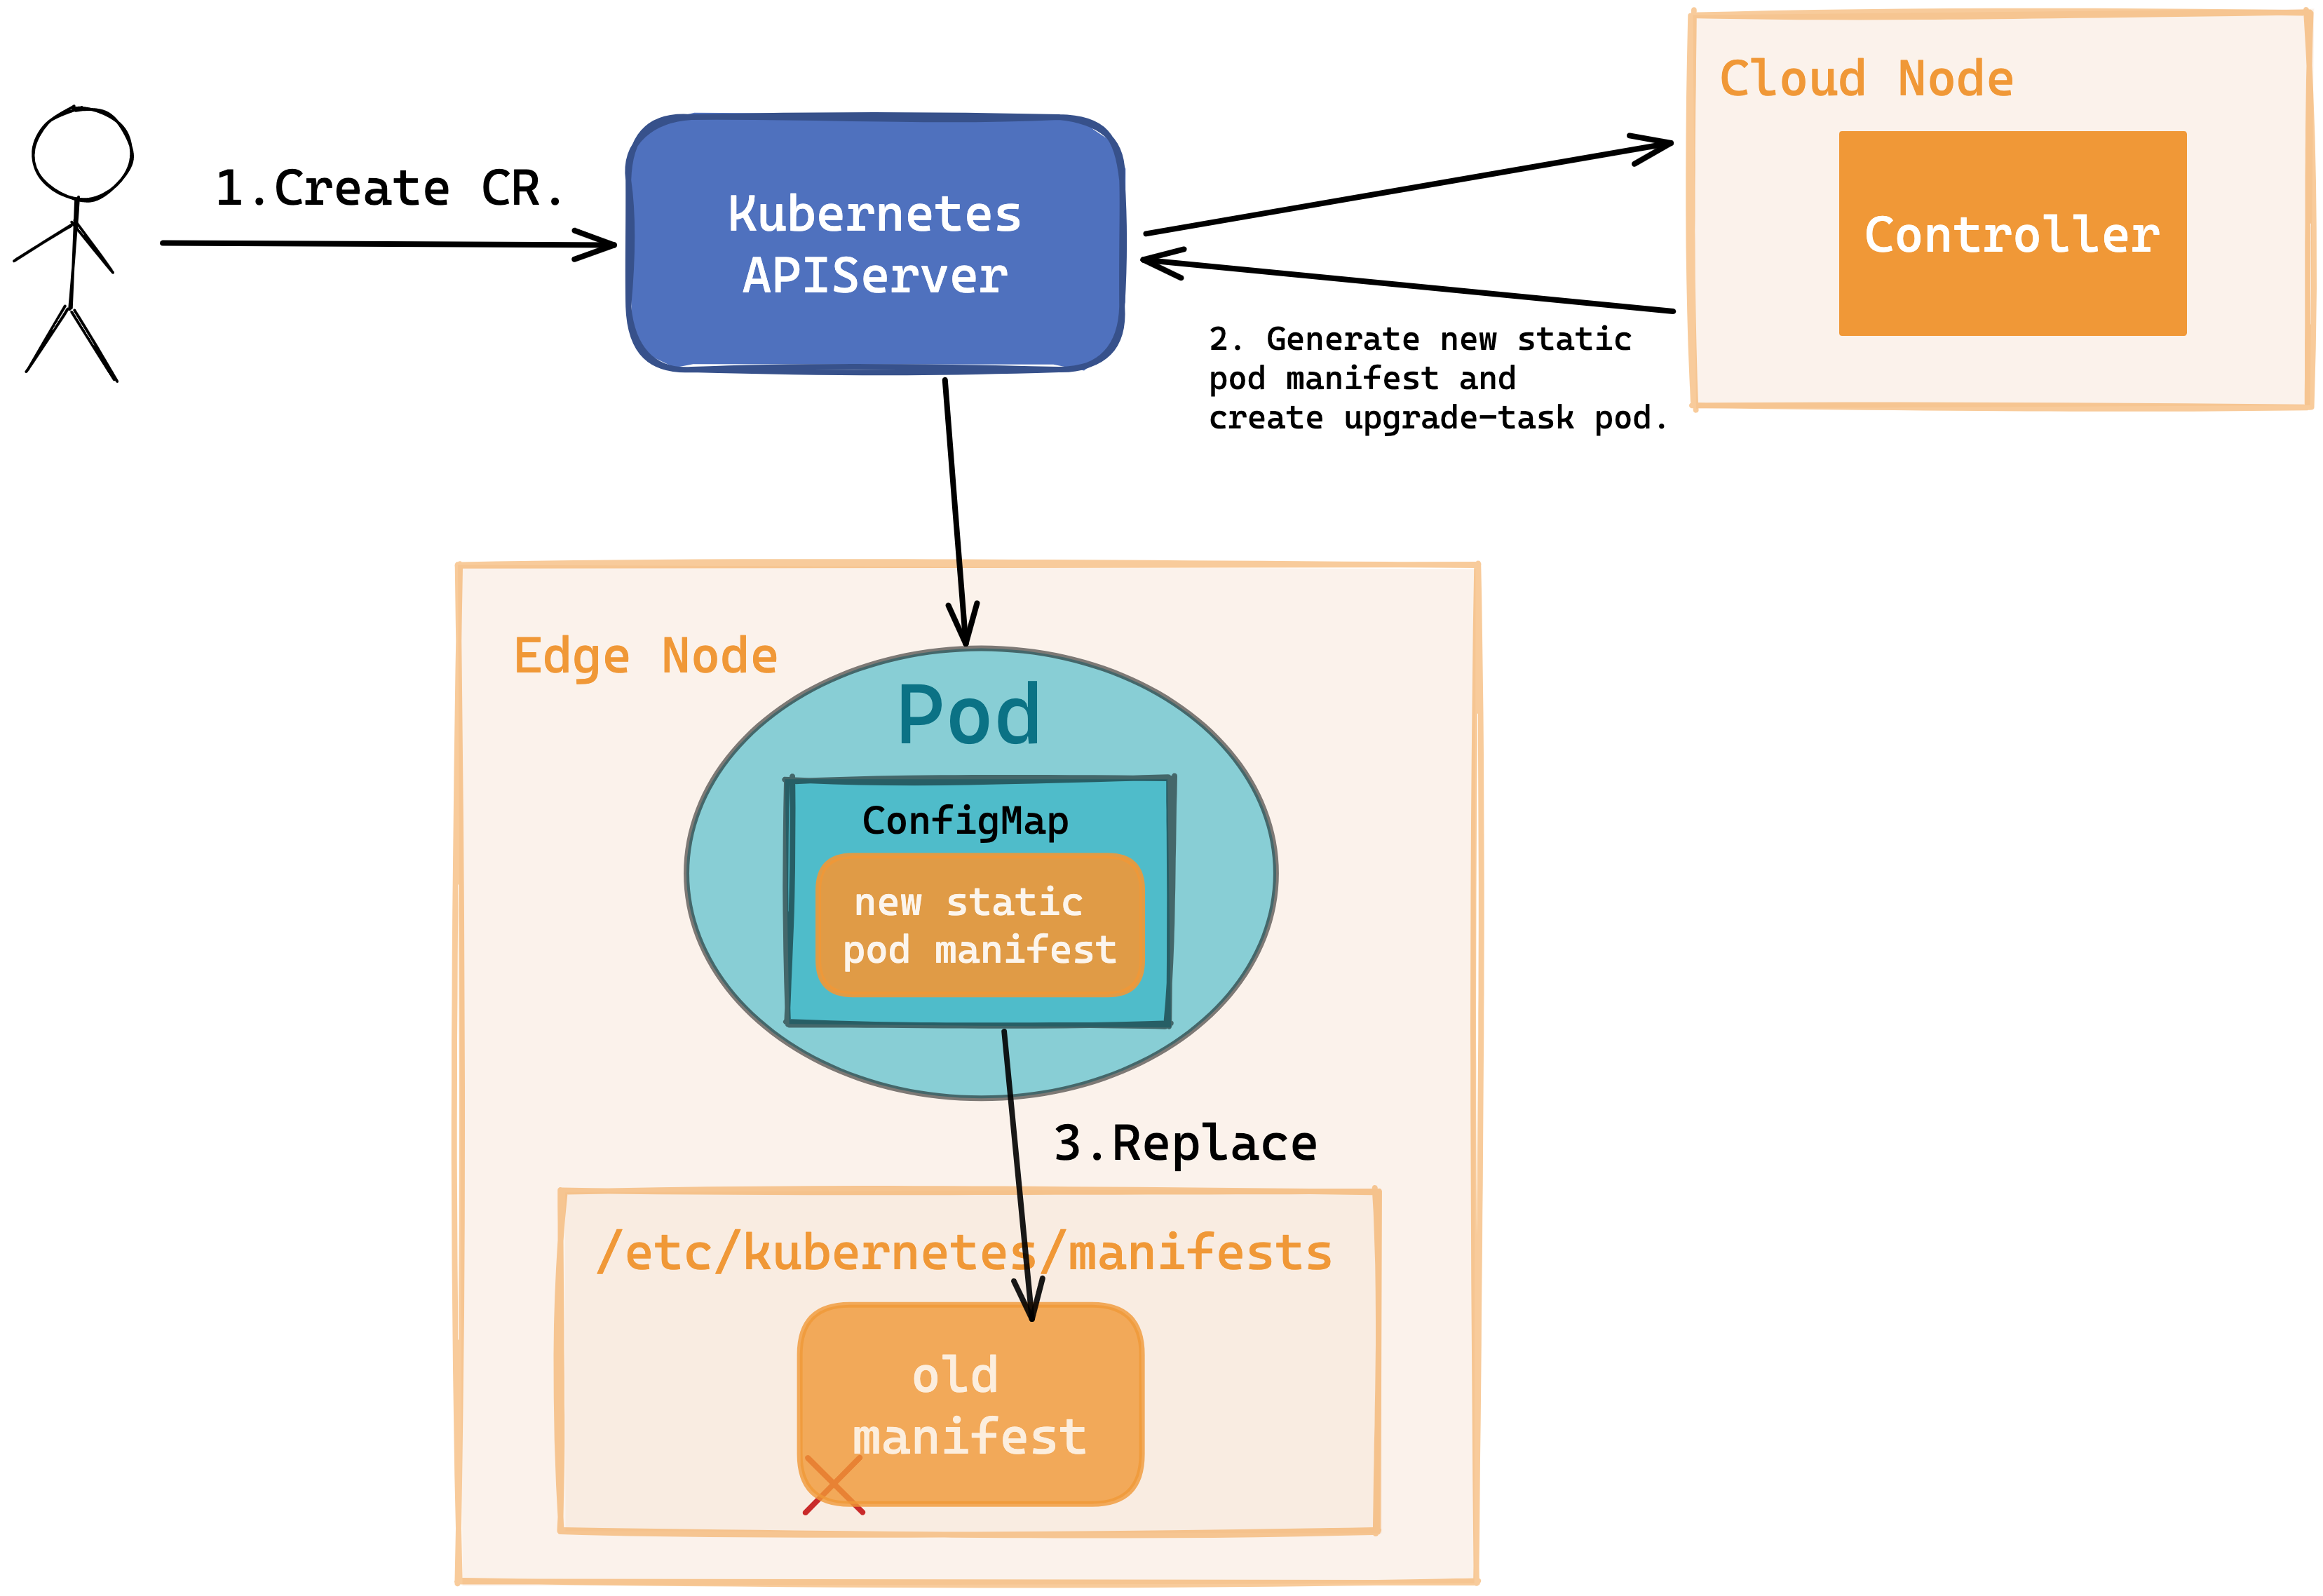 1.Create CR.
Kubernetes
APIServer
Cloud Node
Controller
2. Generate new static
pod manifest and
create upgrade-task pod.
Edge Node
Pod
ConfigMap
new static
pod manifest
3.Replace
/etc/kubernetes/manifests
old
manifest